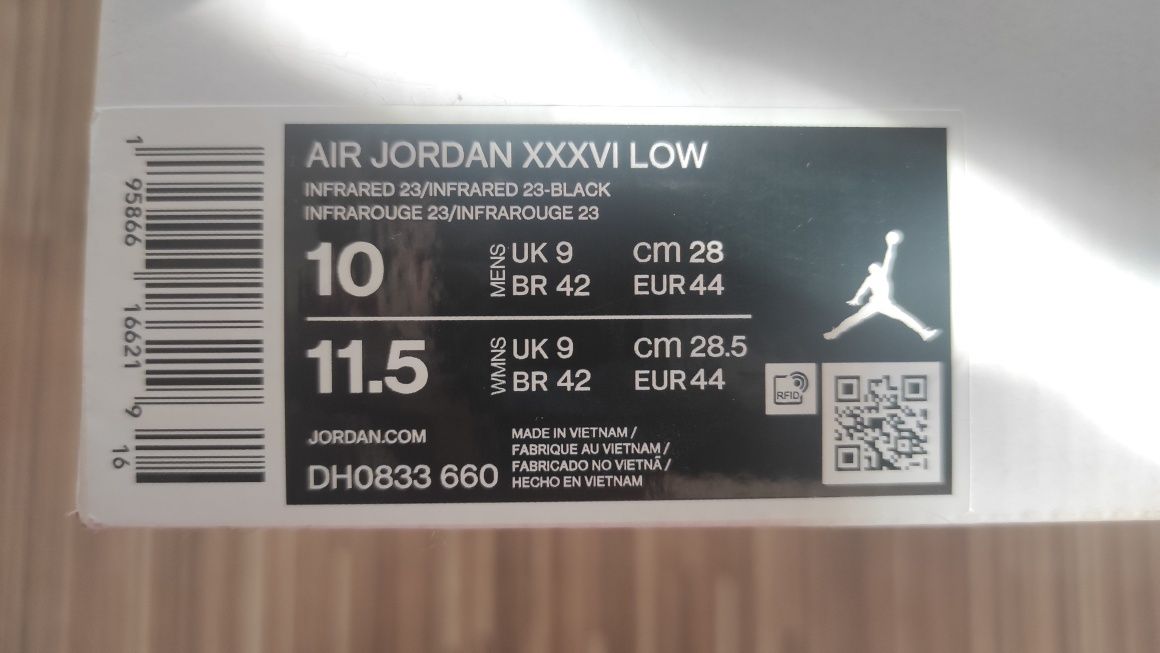 AIR JORDAN XXXVI LOW
INFRARED 23/INFRARED 23-BLACK
INFRAROUGE 23/INFRAROUGE 23
10 MENS UK 9 cm 28
BR 42 EUR 44
11.5 WMNS UK 9 cm 28.5
BR 42 EUR 44
RFID
JORDAN.COM
DH0833 660
MADE IN VIETNAM /
FABRIQUE AU VIETNAM /
FABRICADO NO VIETNÃ /
HECHO EN VIETNAM
1 95866 16621 9 16